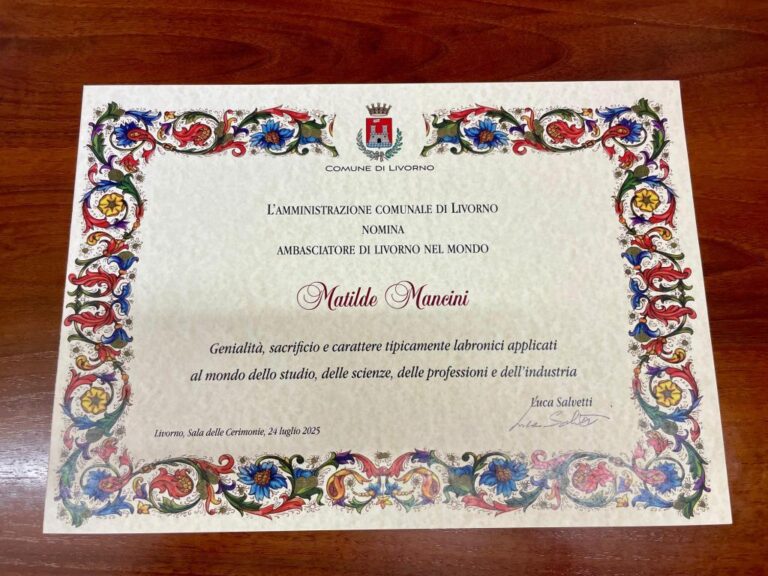 COMUNE DI LIVORNO
L'AMMINISTRAZIONE COMUNALE DI LIVORNO
NOMINA
AMBASCIATORE DI LIVORNO NEL MONDO
Matilde Mancini
Genialità, sacrificio e carattere tipicamente labronici applicati
al mondo dello studio, delle scienze, delle professioni e dell'industria
Luca Salvetti
Livorno, Sala delle Cerimonie, 24 luglio 2025